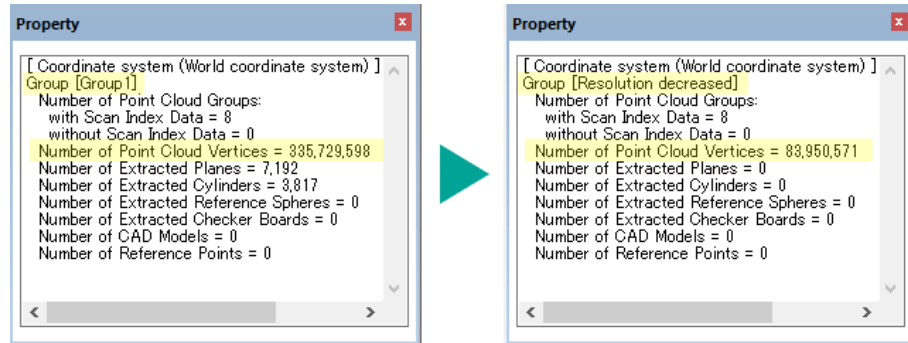 Property
[ Coordinate system (World coordinate system) ]
Group [Group1]
Number of Point Cloud Groups:
with Scan Index Data = 8
without Scan Index Data = 0
Number of Point Cloud Vertices = 335,729,598
Number of Extracted Planes = 7,192
Number of Extracted Cylinders = 3,817
Number of Extracted Reference Spheres = 0
Number of Extracted Checker Boards = 0
Number of CAD Models = 0
Number of Reference Points = 0
Property
[ Coordinate system (World coordinate system) ]
Group [Resolution decreased]
Number of Point Cloud Groups:
with Scan Index Data = 8
without Scan Index Data = 0
Number of Point Cloud Vertices = 83,950,571
Number of Extracted Planes = 0
Number of Extracted Cylinders = 0
Number of Extracted Reference Spheres = 0
Number of Extracted Checker Boards = 0
Number of CAD Models = 0
Number of Reference Points = 0